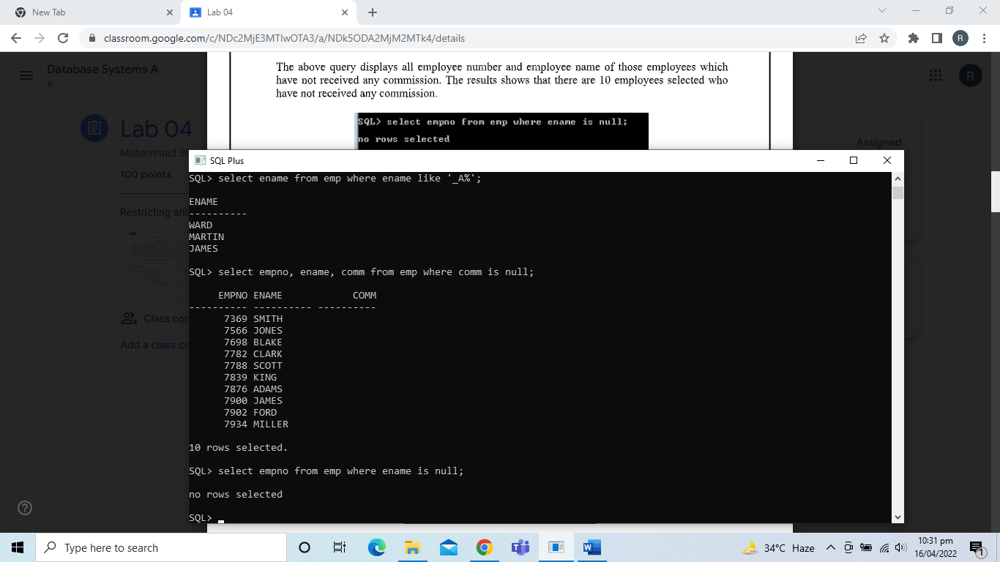 New Tab
Lab 04
classroom.google.com/c/NDc2MjE3MTIwOTA3/a/NDk5ODA2MjM2MTk4/details
R
Database Systems A
A
R
The above query displays all employee number and employee name of those employees which
have not received any commission. The results shows that there are 10 employees selected who
have not received any commission.
SQL> select empno from emp where ename is null;
no rows selected
Lab 04
Muhammad
Assigned
100 points
Restricting
Class
Add a class
SQL Plus
SQL> select ename from emp where ename like '_A%';
ENAME
----------
WARD
MARTIN
JAMES
SQL> select empno, ename, comm from emp where comm is null;
EMPNO ENAME COMM
---------- ---------- ----------
7369 SMITH
7566 JONES
7698 BLAKE
7782 CLARK
7788 SCOTT
7839 KING
7876 ADAMS
7900 JAMES
7902 FORD
7934 MILLER
10 rows selected.
SQL> select empno from emp where ename is null;
no rows selected
SQL>
Type here to search
34°C Haze
10:31 pm
16/04/2022
1